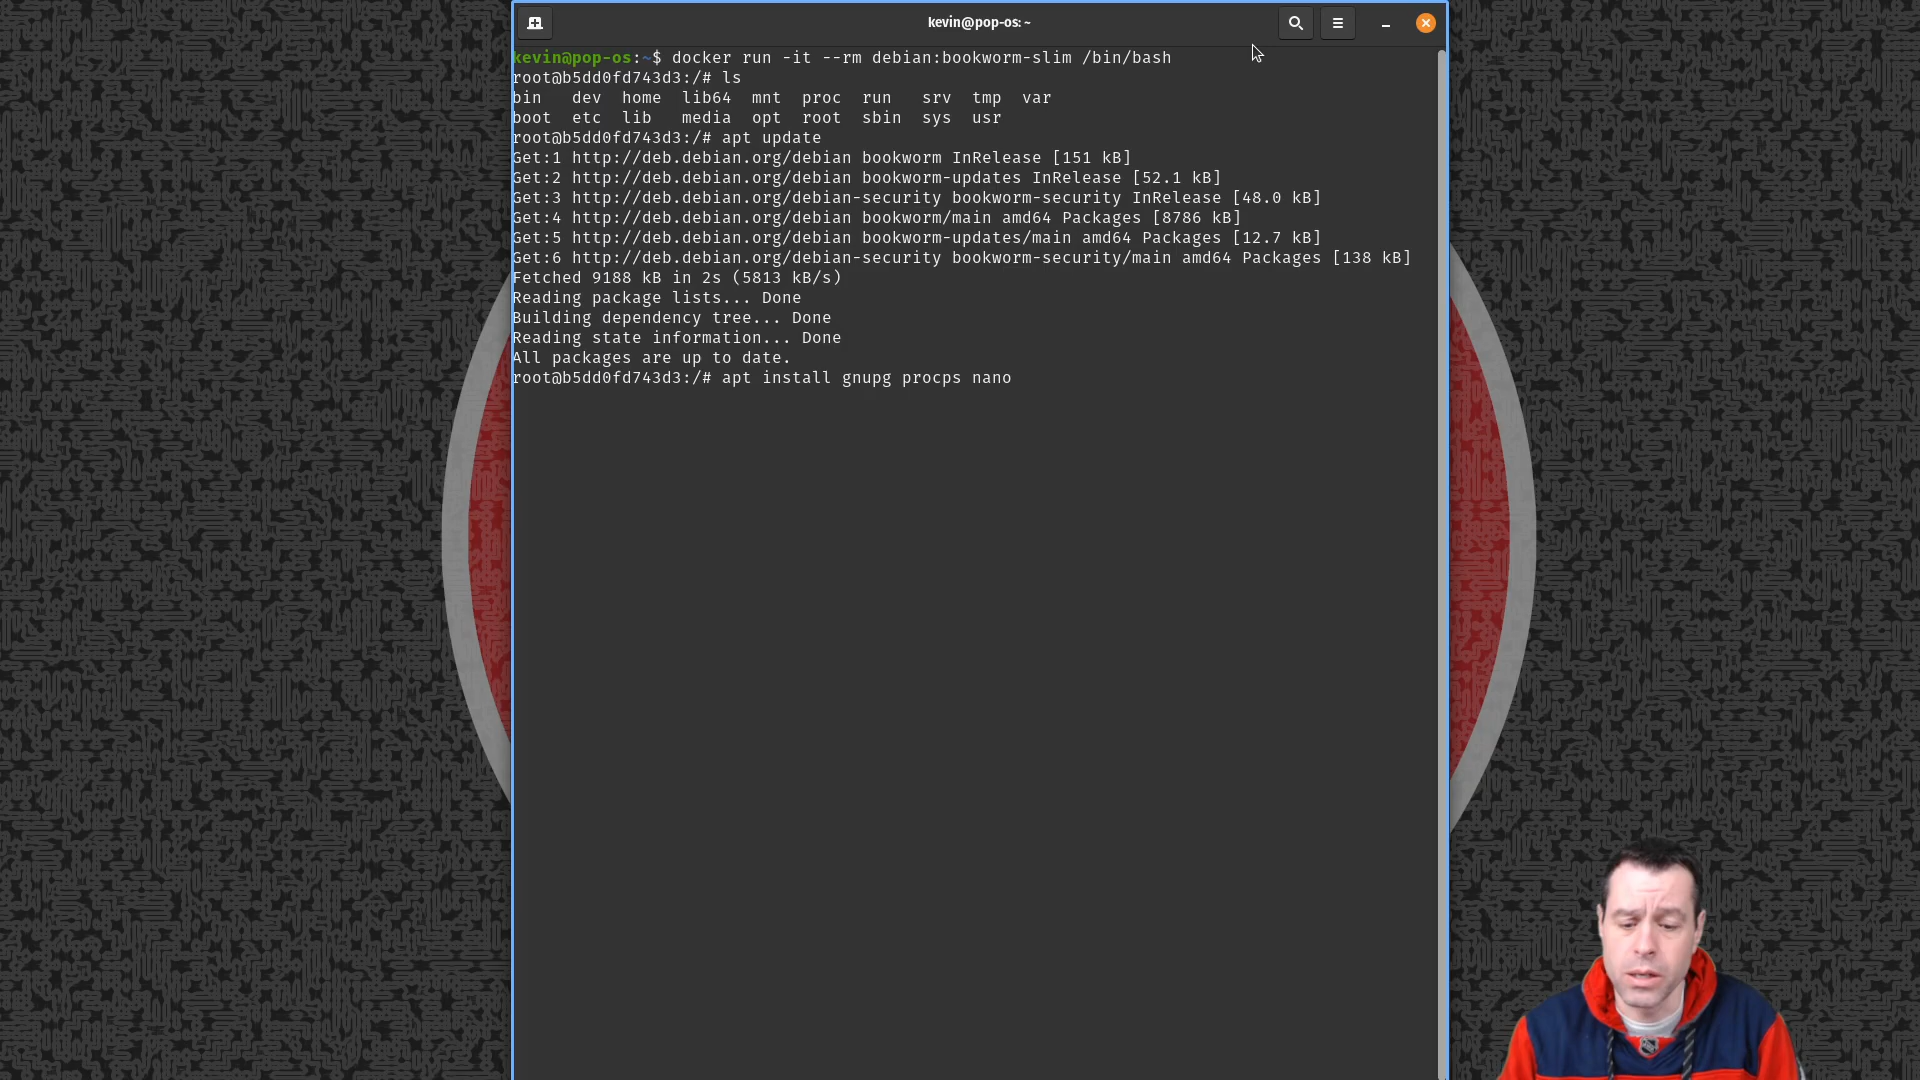 kevin@pop-os: ~
kevin@pop-os:~$ docker run -it --rm debian:bookworm-slim /bin/bash
root@b5dd0fd743d3:/# ls
bin   dev  home  lib64  mnt  proc  run   srv  tmp  var
boot  etc  lib   media  opt  root  sbin  sys  usr
root@b5dd0fd743d3:/# apt update
Get:1 http://deb.debian.org/debian bookworm InRelease [151 kB]
Get:2 http://deb.debian.org/debian bookworm-updates InRelease [52.1 kB]
Get:3 http://deb.debian.org/debian-security bookworm-security InRelease [48.0 kB]
Get:4 http://deb.debian.org/debian bookworm/main amd64 Packages [8786 kB]
Get:5 http://deb.debian.org/debian bookworm-updates/main amd64 Packages [12.7 kB]
Get:6 http://deb.debian.org/debian-security bookworm-security/main amd64 Packages [138 kB]
Fetched 9188 kB in 2s (5813 kB/s)
Reading package lists... Done
Building dependency tree... Done
Reading state information... Done
All packages are up to date.
root@b5dd0fd743d3:/# apt install gnupg procps nano